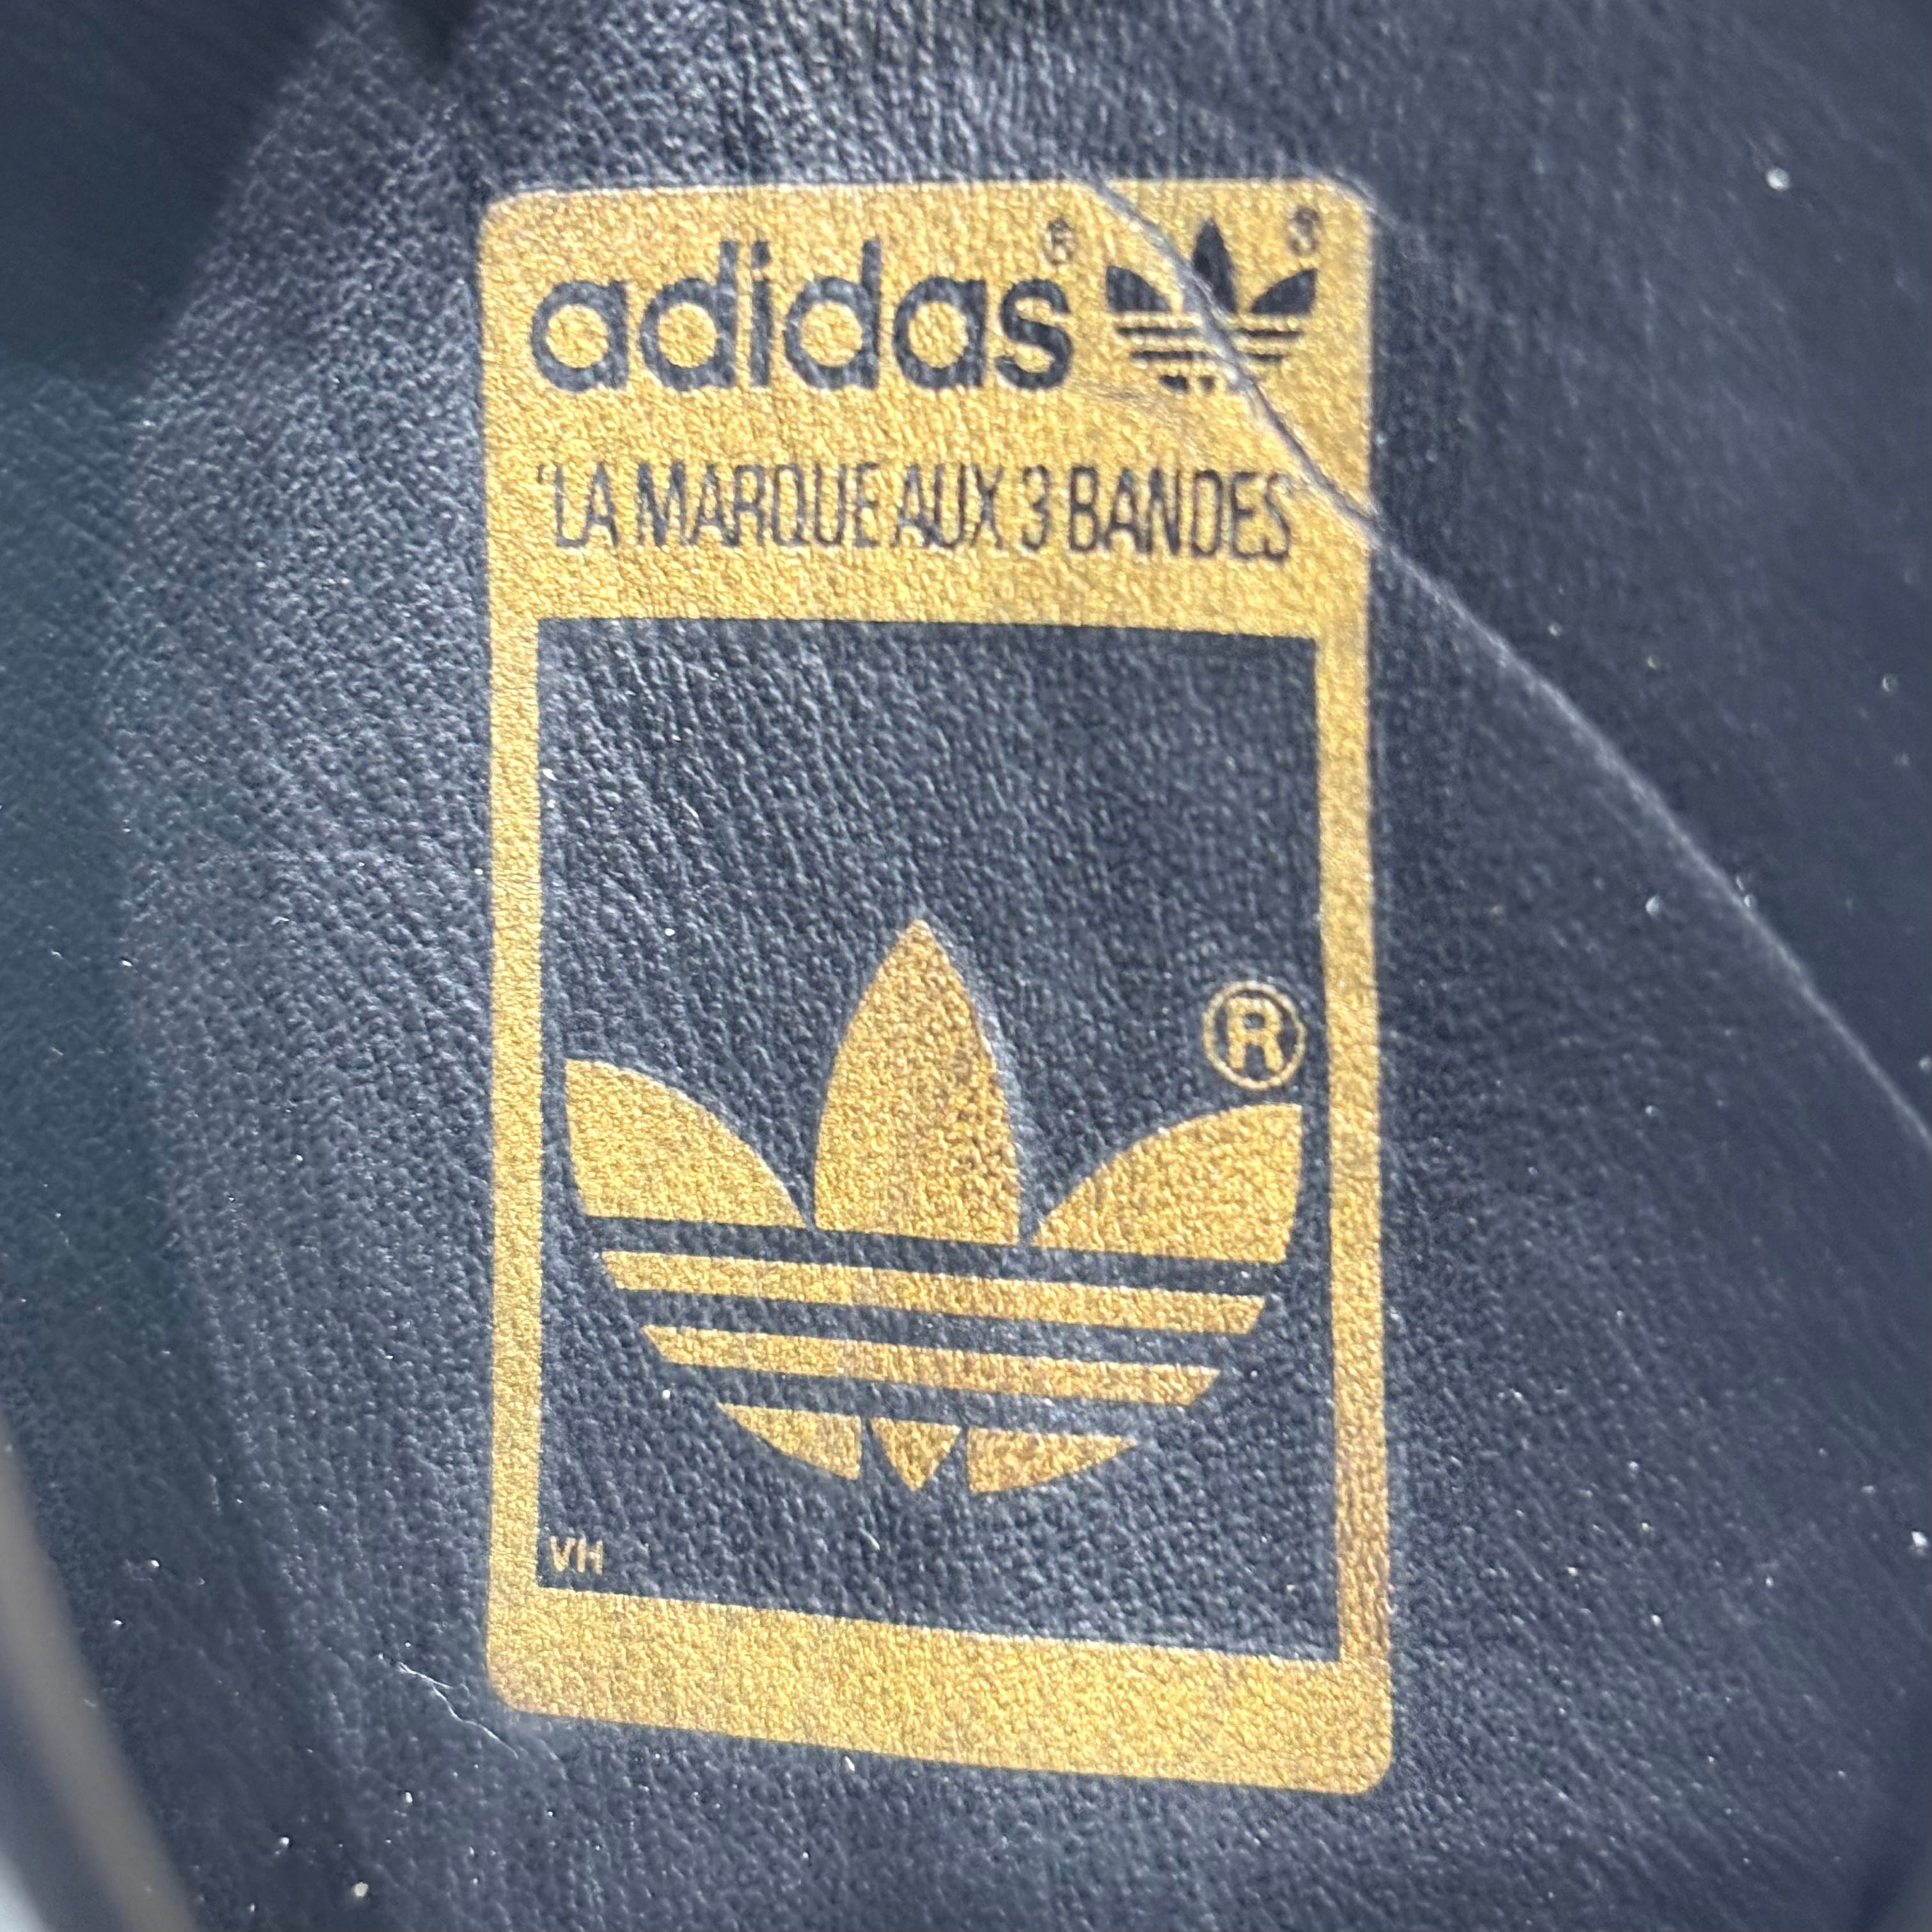 adidas®®
"LA MARQUE AUX 3 BANDES"
®
VH